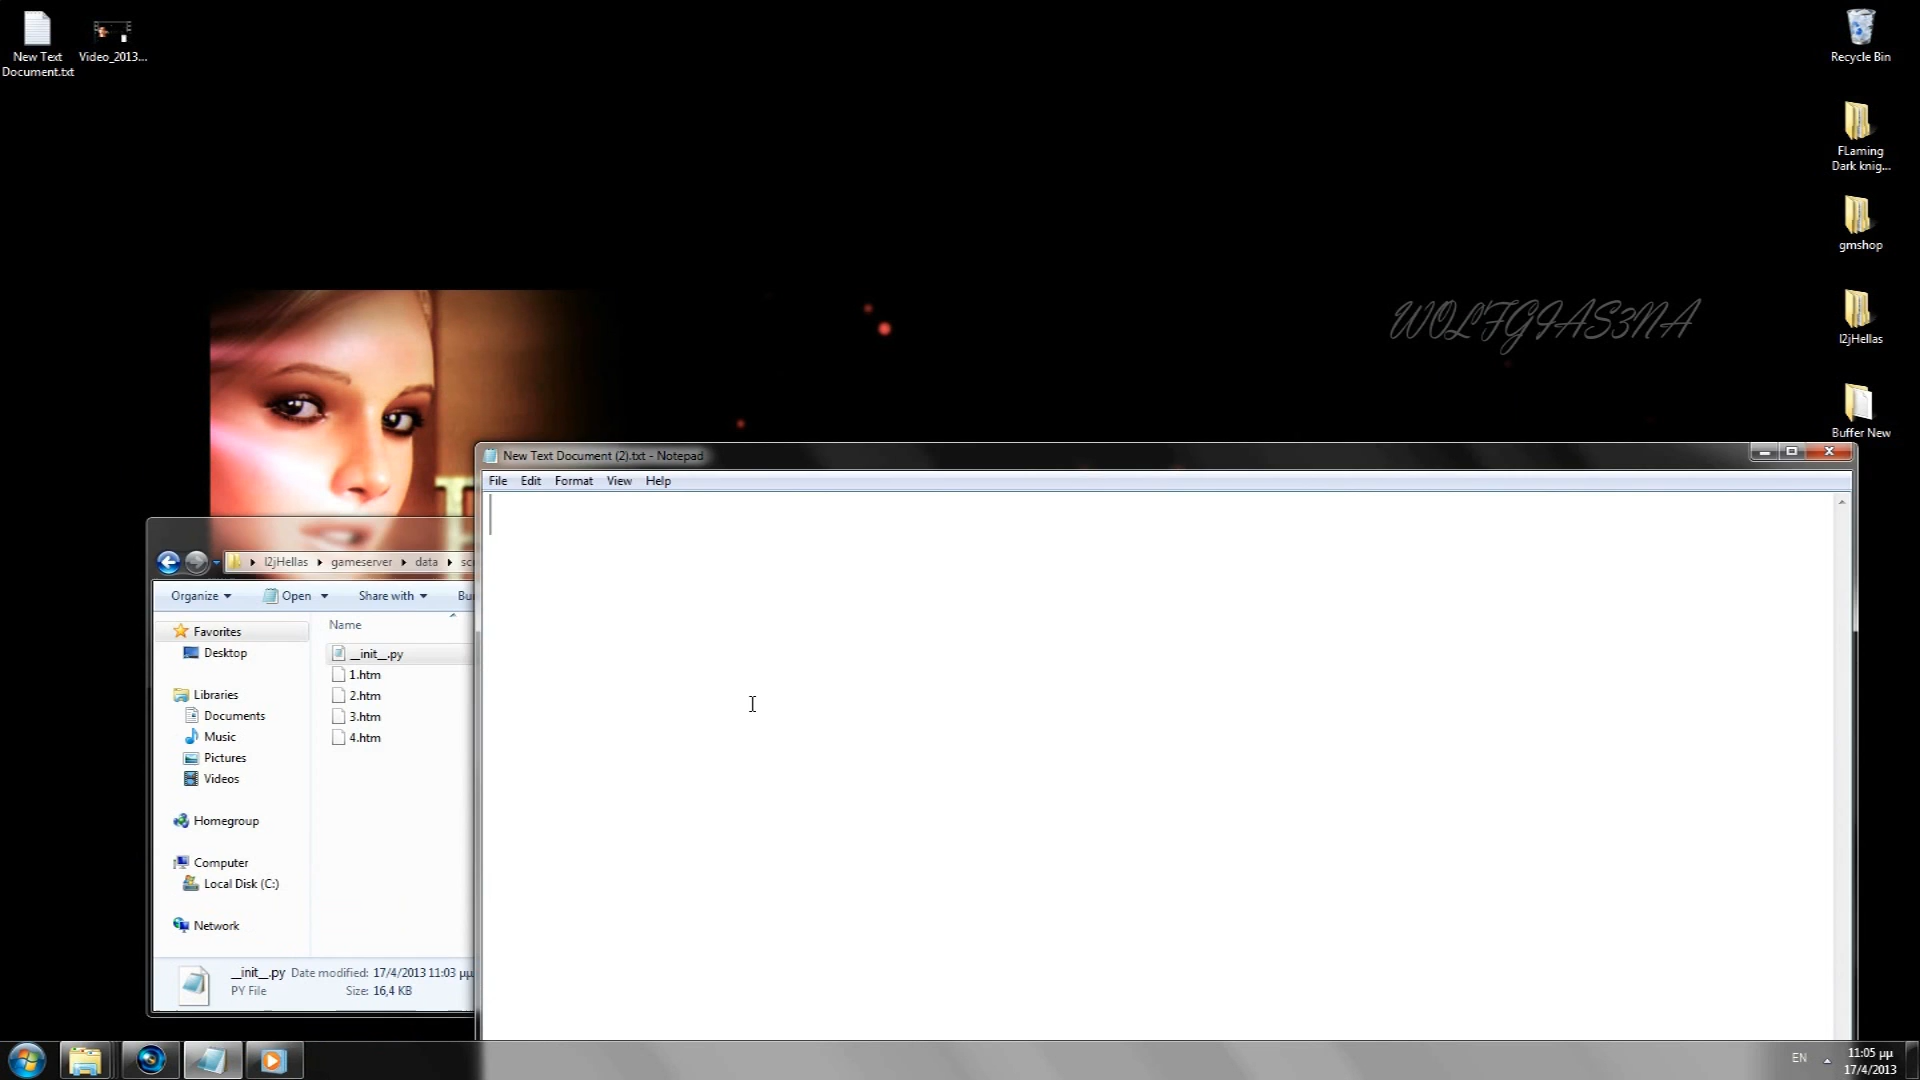 New Text
Document.txt
Video_2013...
Recycle Bin
FLaming
Dark knig...
gmshop
l2jHellas
Buffer New
WOLFGIAS3NA
New Text Document (2).txt - Notepad
File Edit Format View Help
l2jHellas gameserver data
Organize Open Share with
Name
Favorites
Desktop
Libraries
Documents
Music
Pictures
Videos
Homegroup
Computer
Local Disk (C:)
Network
__init__.py
1.htm
2.htm
3.htm
4.htm
__init__.py Date modified: 17/4/2013 11:03 μμ
PY File Size: 16,4 KB
EN
11:05 μμ
17/4/2013